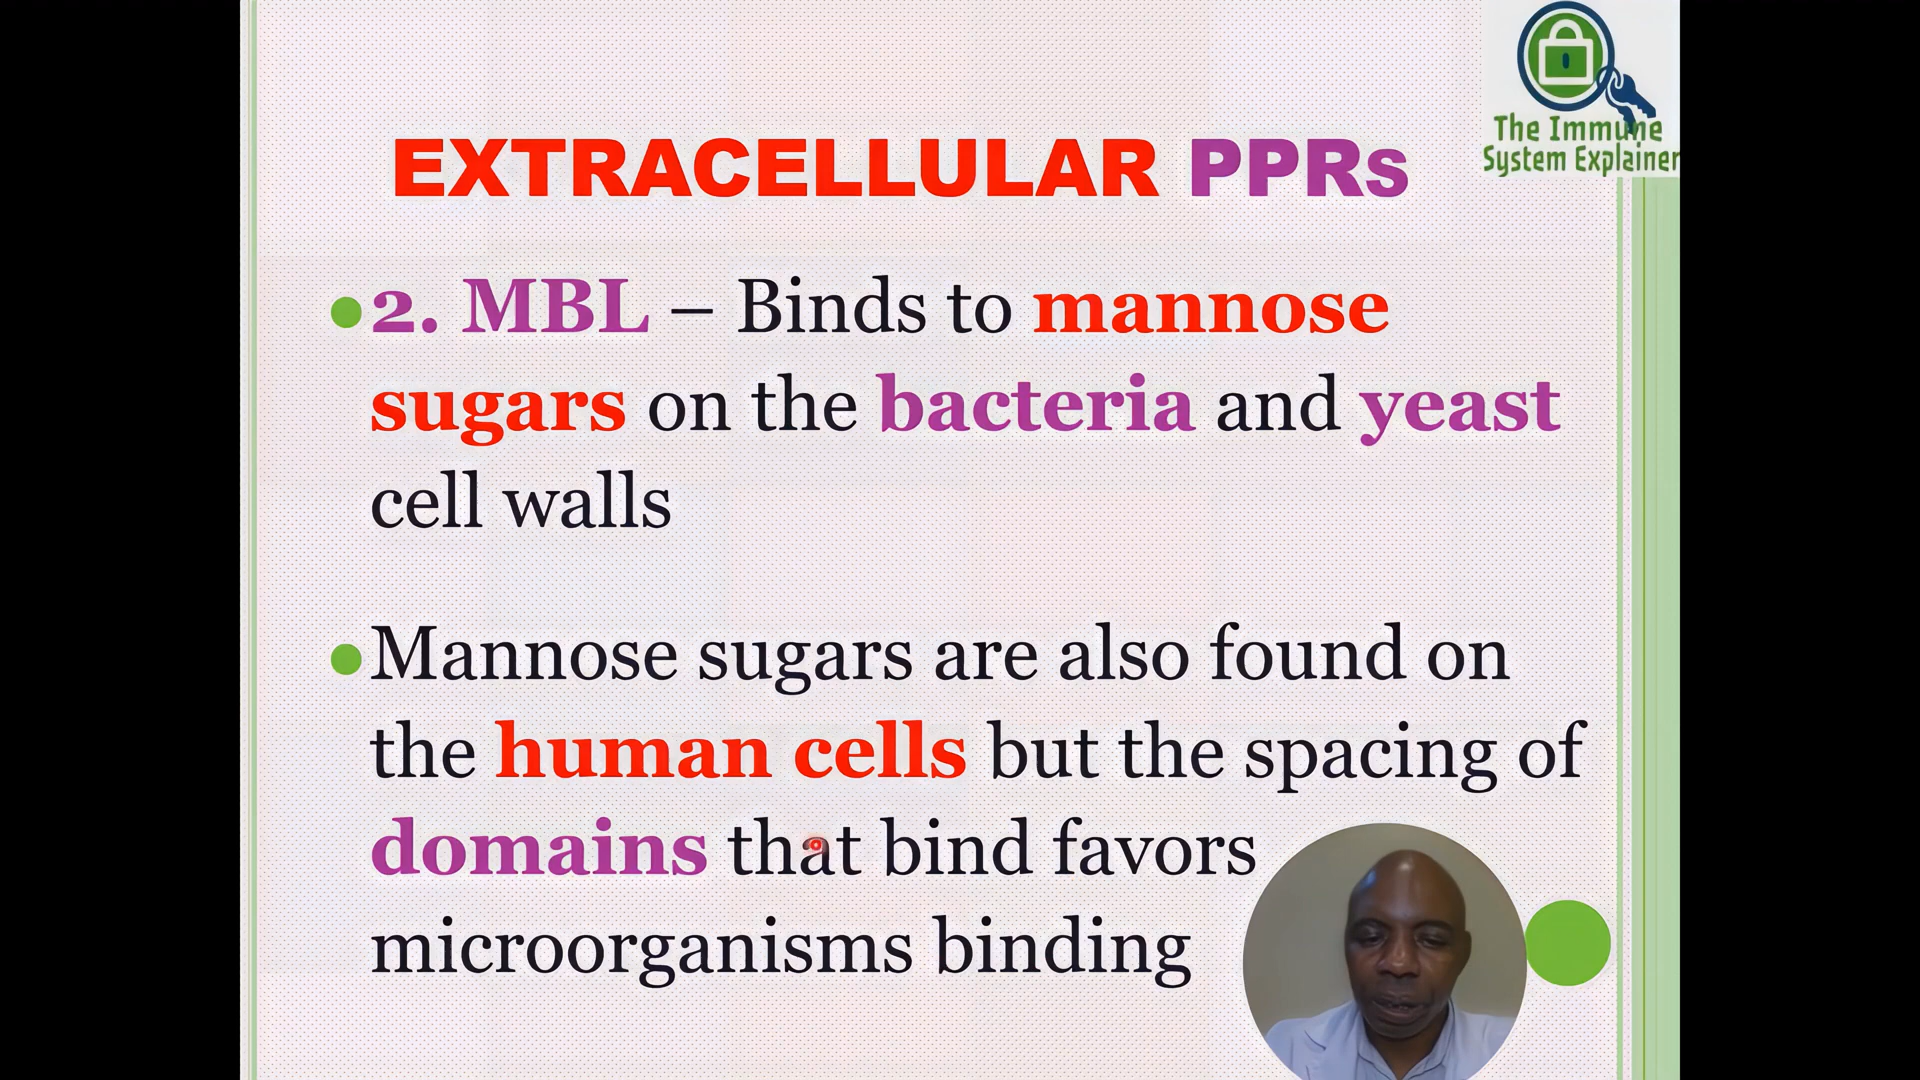 The Immune
System Explainer
EXTRACELLULAR PPRs
2. MBL – Binds to mannose
sugars on the bacteria and yeast
cell walls
Mannose sugars are also found on
the human cells but the spacing of
domains that bind favors
microorganisms binding